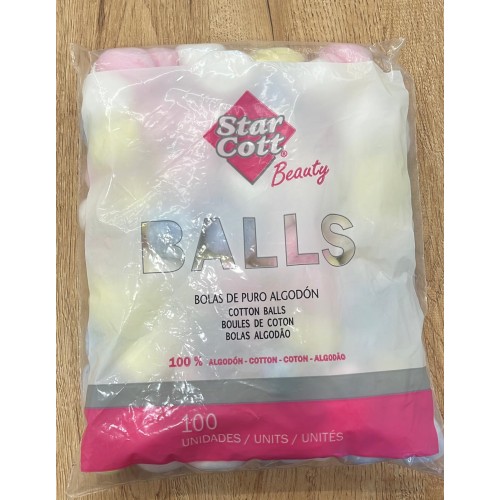 Star
Cott®
Beauty
BALLS
BOLAS DE PURO ALGODÓN
COTTON BALLS
BOULES DE COTON
BOLAS ALGODÃO
100 % ALGODÓN - COTTON - COTON - ALGODÃO
100
UNIDADES / UNITS / UNITÉS